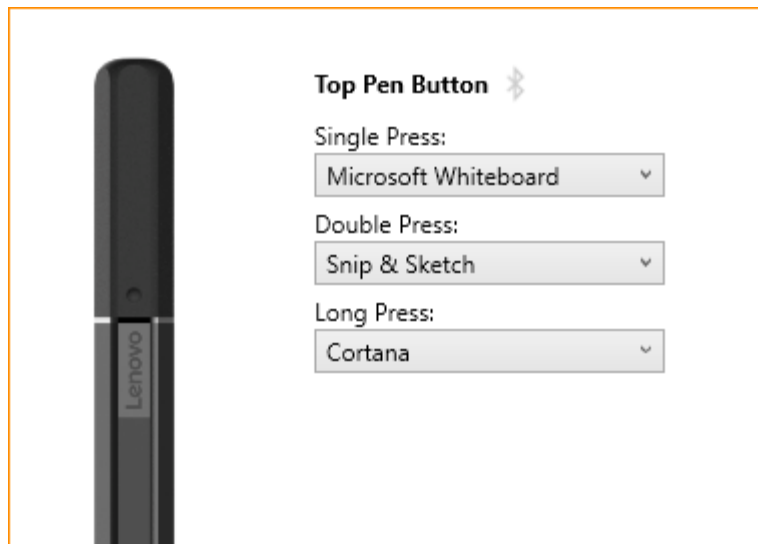 Top Pen Button
Single Press:
Microsoft Whiteboard
Double Press:
Snip & Sketch
Long Press:
Cortana
Lenovo